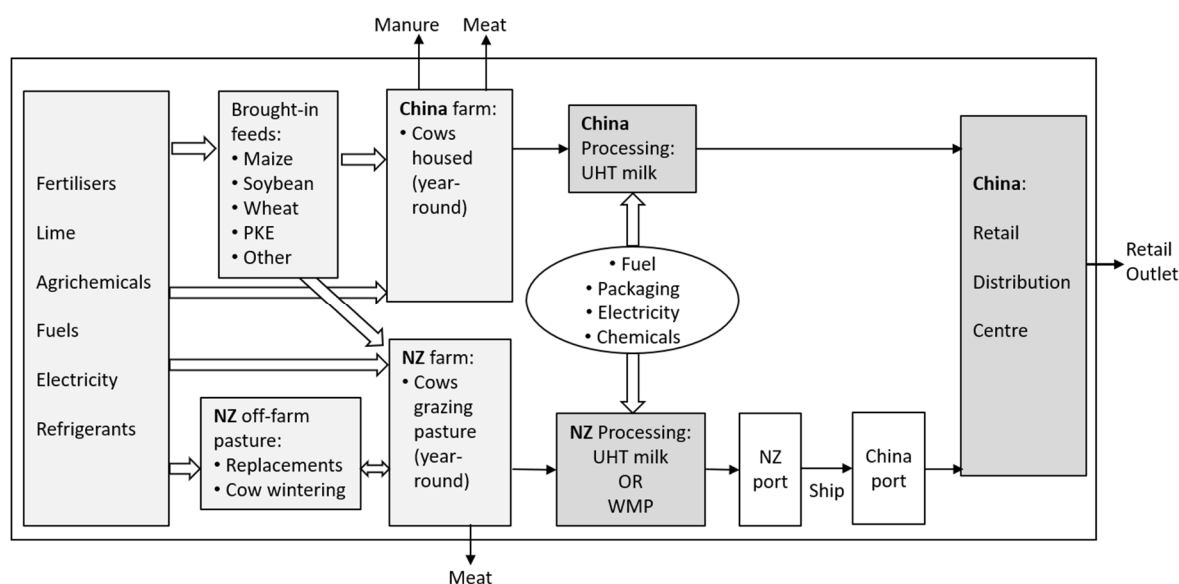 Manure
Meat
Fertilisers
Lime
Agrichemicals
Fuels
Electricity
Refrigerants
Brought-in
feeds:
• Maize
• Soybean
• Wheat
• PKE
• Other
China farm:
• Cows
housed
(year-
round)
China
Processing:
UHT milk
• Fuel
• Packaging
• Electricity
• Chemicals
NZ off-farm
pasture:
• Replacements
• Cow wintering
NZ farm:
• Cows
grazing
pasture
(year-
round)
Meat
NZ Processing:
UHT milk
OR
WMP
NZ
port
Ship
China
port
China:
Retail
Distribution
Centre
Retail
Outlet